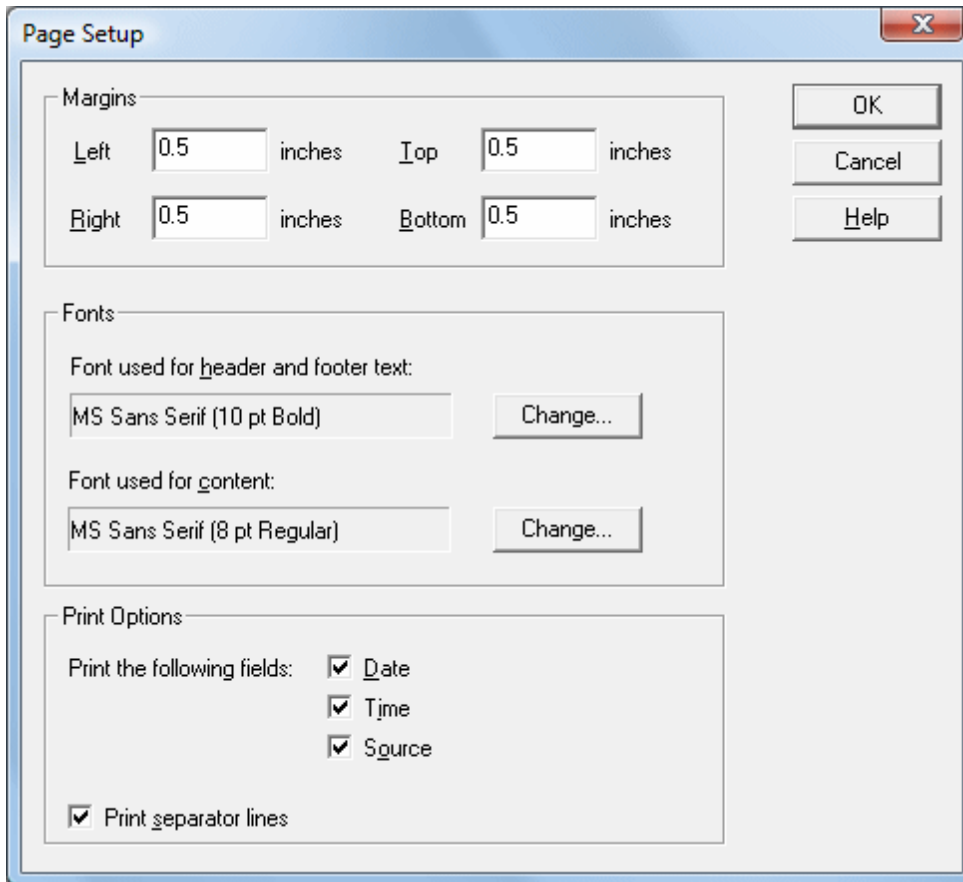 Page Setup
Margins
OK
Left 0.5 inches Top 0.5 inches
Cancel
Right 0.5 inches Bottom 0.5 inches
Help
Fonts
Font used for header and footer text:
MS Sans Serif (10 pt Bold) Change...
Font used for content:
MS Sans Serif (8 pt Regular) Change...
Print Options
Print the following fields: Date
Time
Source
Print separator lines